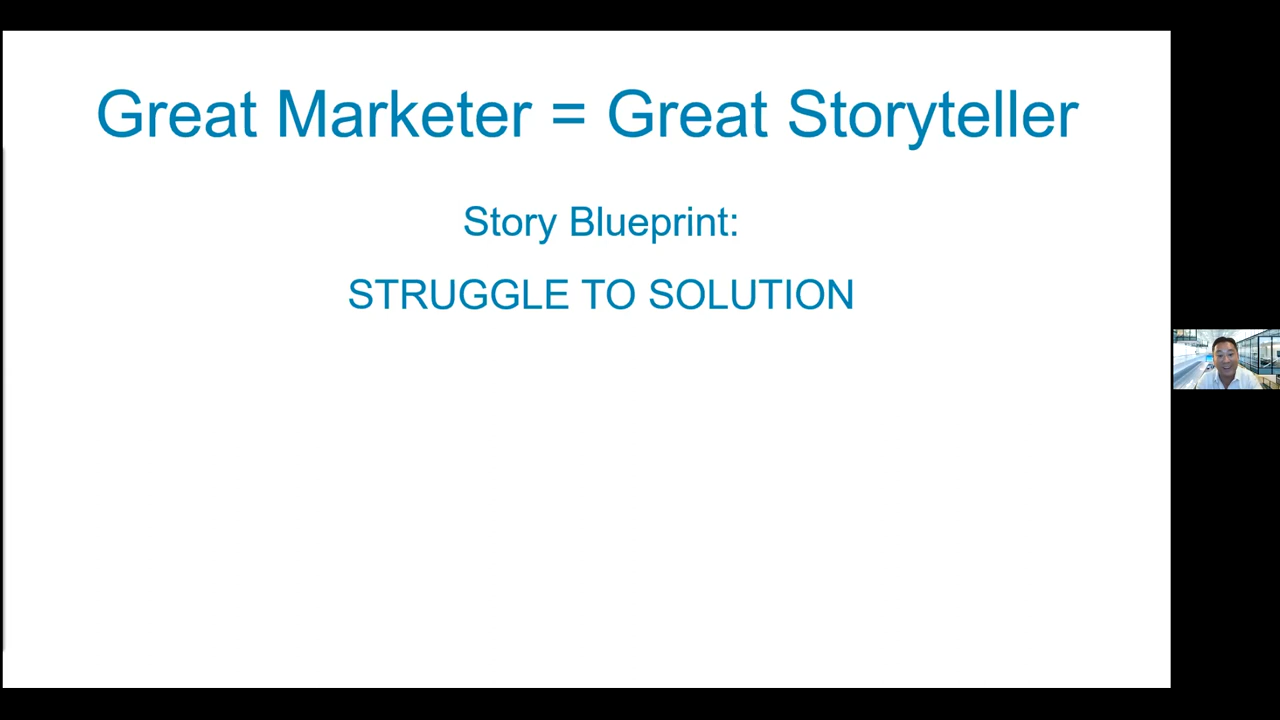 Great Marketer = Great Storyteller
Story Blueprint:
STRUGGLE TO SOLUTION